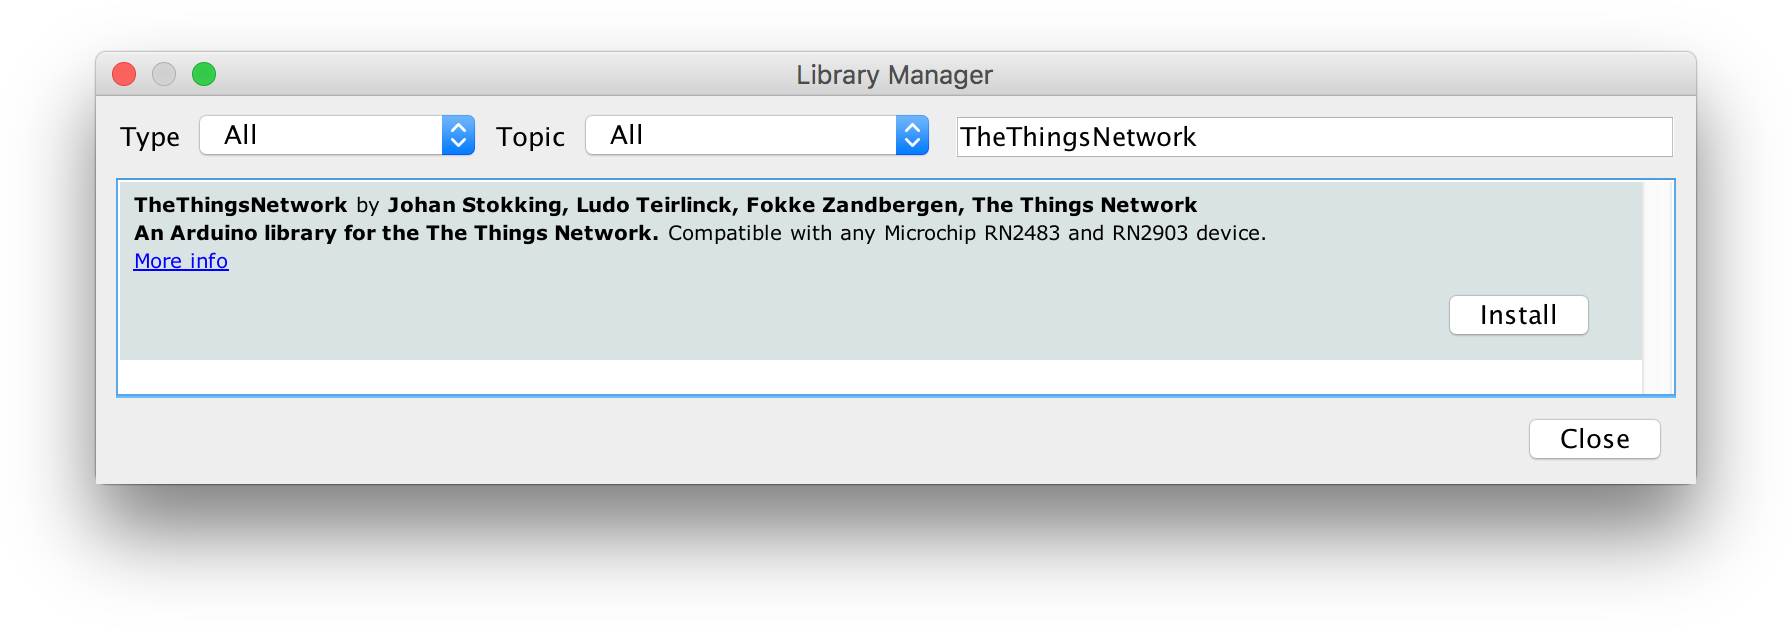 Library Manager
Type All Topic All TheThingsNetwork
TheThingsNetwork by Johan Stokking, Ludo Teirlinck, Fokke Zandbergen, The Things Network
An Arduino library for the The Things Network. Compatible with any Microchip RN2483 and RN2903 device.
More info
Install
Close